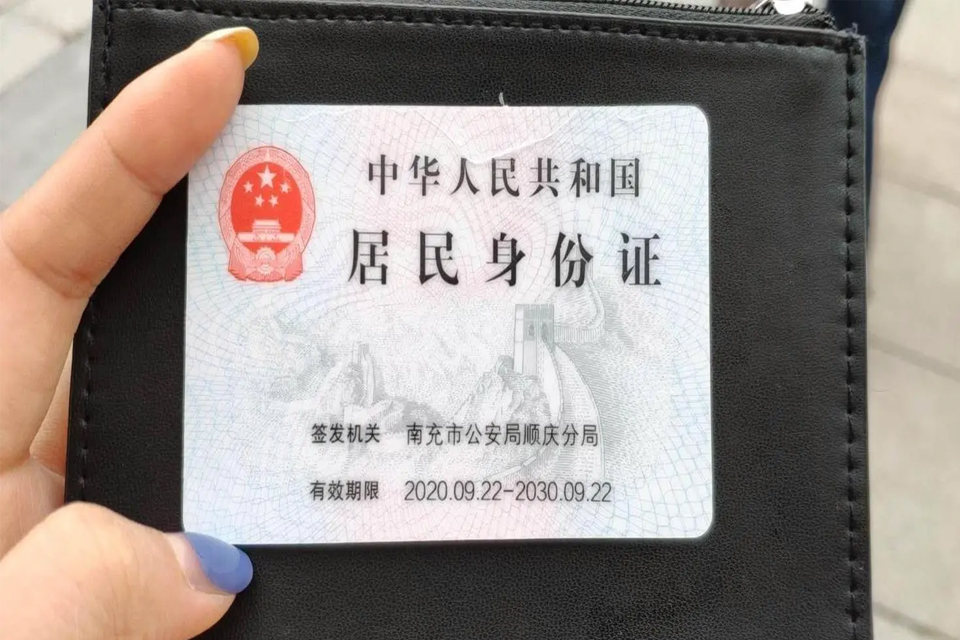 中华人民共和国
居民身份证
签发机关 南充市公安局顺庆分局
有效期限 2020.09.22-2030.09.22